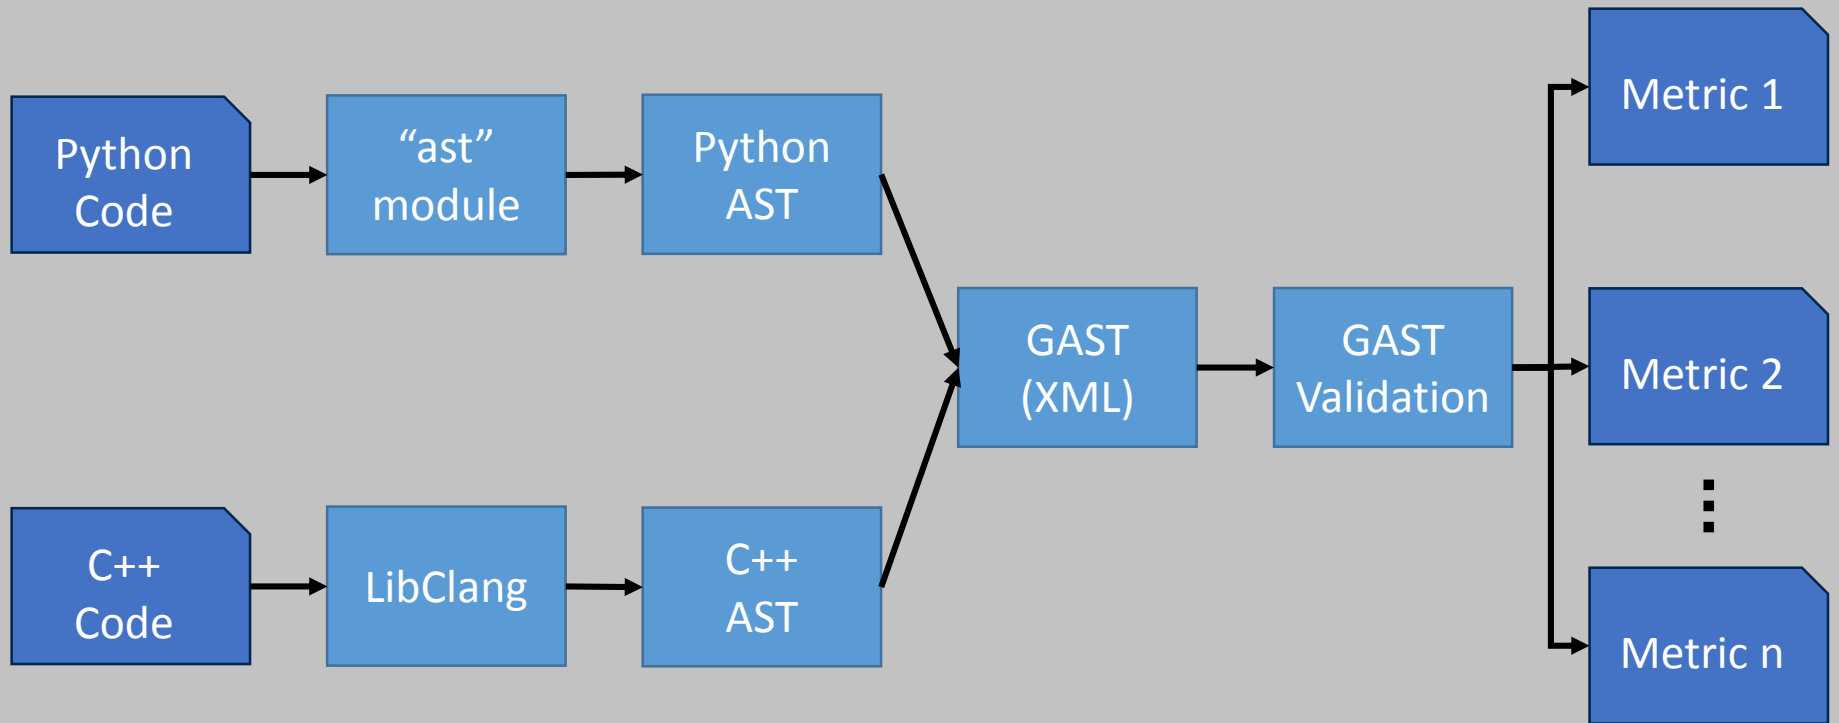 Python
Code
“ast”
module
Python
AST
C++
Code
LibClang
C++
AST
GAST
(XML)
GAST
Validation
Metric 1
Metric 2
Metric n